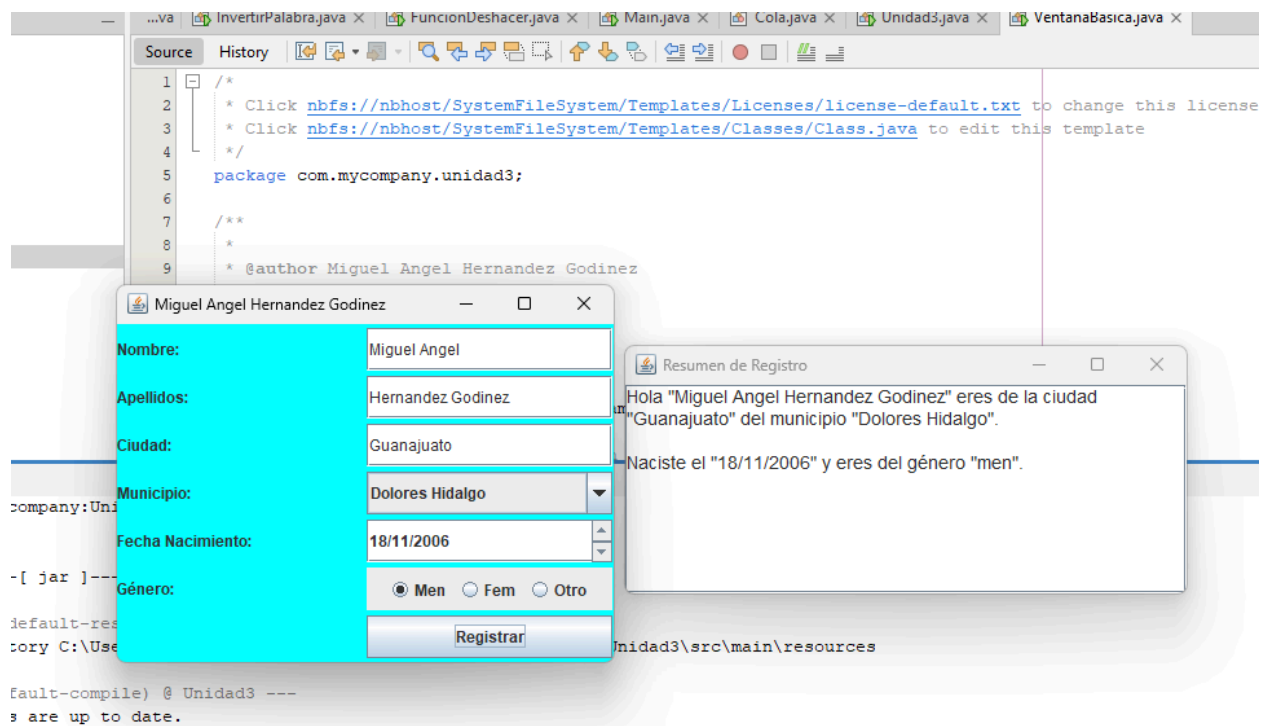 ...va InvertirPalabra.java × FuncionDeshacer.java × Main.java × Cola.java × Unidad3.java × VentanaBasica.java ×
Source History
1 /*
2 * Click nbfs://nbhost/SystemFileSystem/Templates/Licenses/license-default.txt to change this license
3 * Click nbfs://nbhost/SystemFileSystem/Templates/Classes/Class.java to edit this template
4 */
5 package com.mycompany.unidad3;
6
7 /**
8 *
9 * @author Miguel Angel Hernandez Godinez
Miguel Angel Hernandez Godinez
Nombre: Miguel Angel
Apellidos: Hernandez Godinez
Ciudad: Guanajuato
Municipio: Dolores Hidalgo
Fecha Nacimiento: 18/11/2006
Género: Men Fem Otro
Registrar
Resumen de Registro
Hola "Miguel Angel Hernandez Godinez" eres de la ciudad
"Guanajuato" del municipio "Dolores Hidalgo".
Naciste el "18/11/2006" y eres del género "men".
company:Uni
-[ jar ]---
default-res
tory C:\Use Unidad3\src\main\resources
fault-compile) @ Unidad3 ---
s are up to date.